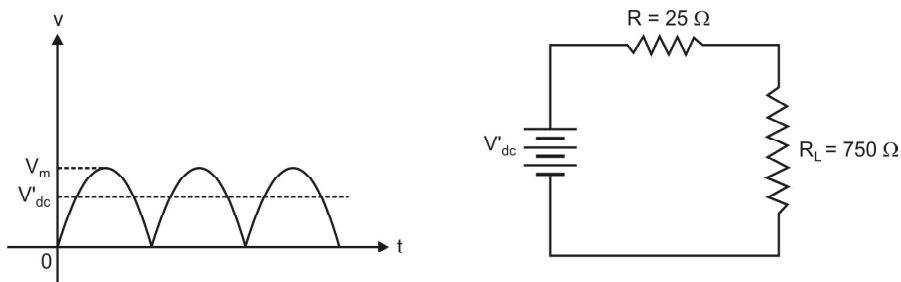 v
V_m
V'_dc
0
t
R = 25 Ω
V'_dc
R_L = 750 Ω